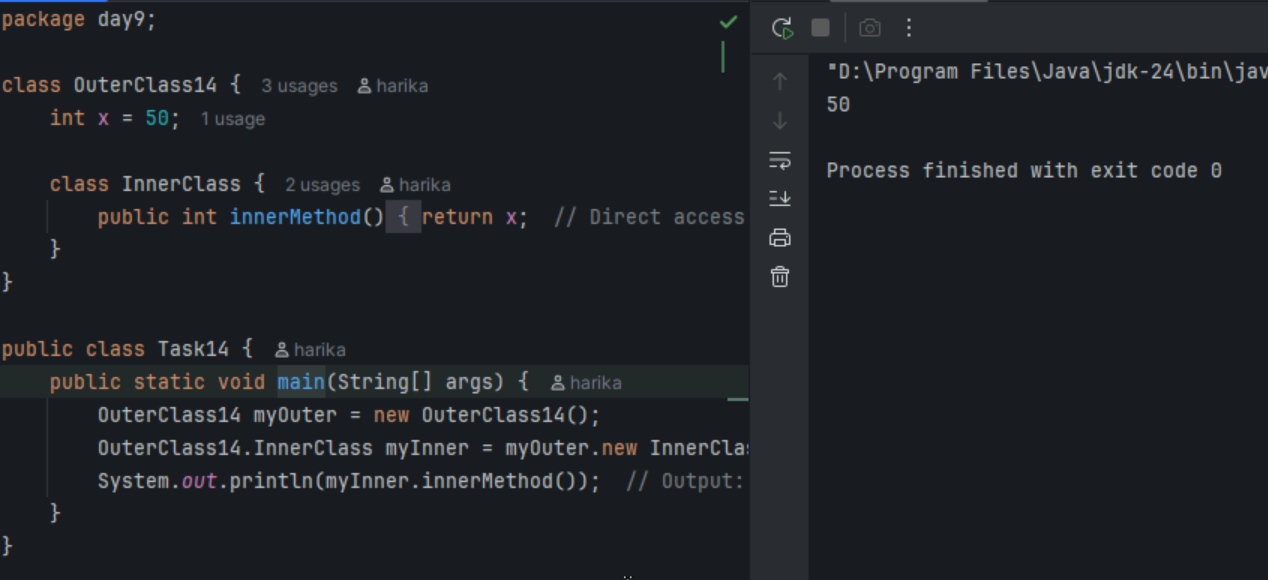 package day9;
class OuterClass14 { 3 usages harika
int x = 50; 1 usage
class InnerClass { 2 usages harika
public int innerMethod() { return x; // Direct access
}
}
public class Task14 { harika
public static void main(String[] args) { harika
OuterClass14 myOuter = new OuterClass14();
OuterClass14.InnerClass myInner = myOuter.new InnerClas
System.out.println(myInner.innerMethod()); // Output:
}
}
"D:\Program Files\Java\jdk-24\bin\jav
50
Process finished with exit code 0